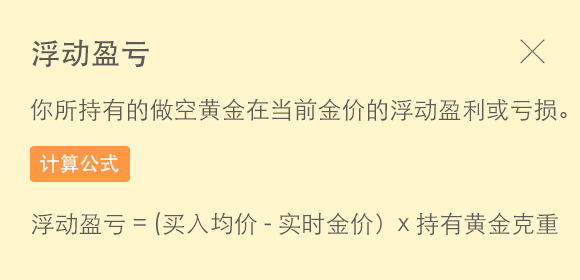 浮动盈亏
你所持有的做空黄金在当前金价的浮动盈利或亏损。
计算公式
浮动盈亏 = (买入均价 - 实时金价）x 持有黄金克重